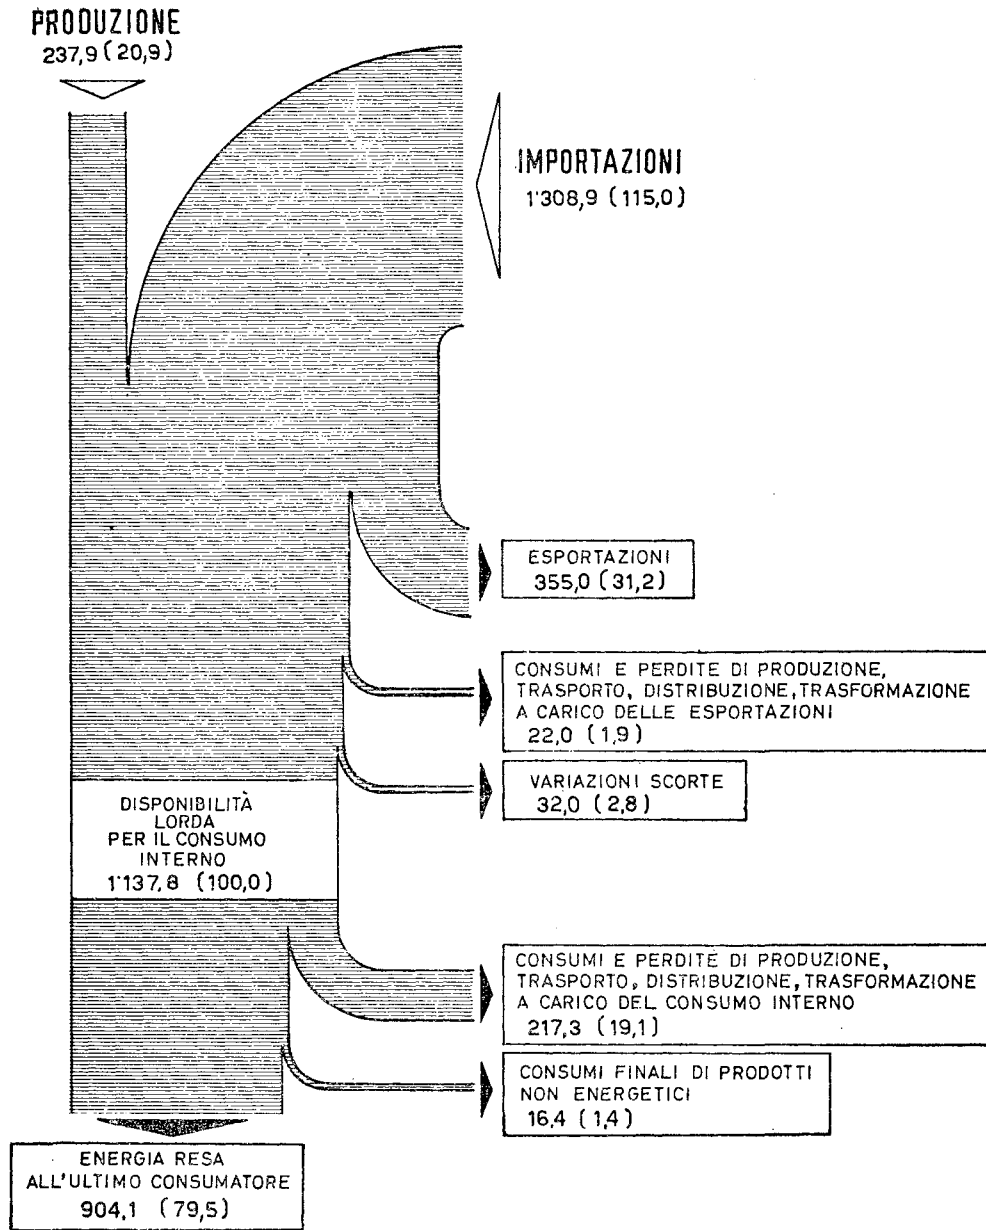 PRODUZIONE
237,9 (20,9)
IMPORTAZIONI
1'308,9 (115,0)
ESPORTAZIONI
355,0 (31,2)
CONSUMI E PERDITE DI PRODUZIONE,
TRASPORTO, DISTRIBUZIONE, TRASFORMAZIONE
A CARICO DELLE ESPORTAZIONI
22,0 (1,9)
VARIAZIONI SCORTE
32,0 (2,8)
DISPONIBILITÀ
LORDA
PER IL CONSUMO
INTERNO
1'137,8 (100,0)
CONSUMI E PERDITE DI PRODUZIONE,
TRASPORTO, DISTRIBUZIONE, TRASFORMAZIONE
A CARICO DEL CONSUMO INTERNO
217,3 (19,1)
CONSUMI FINALI DI PRODOTTI
NON ENERGETICI
16,4 (1,4)
ENERGIA RESA
ALL'ULTIMO CONSUMATORE
904,1 (79,5)